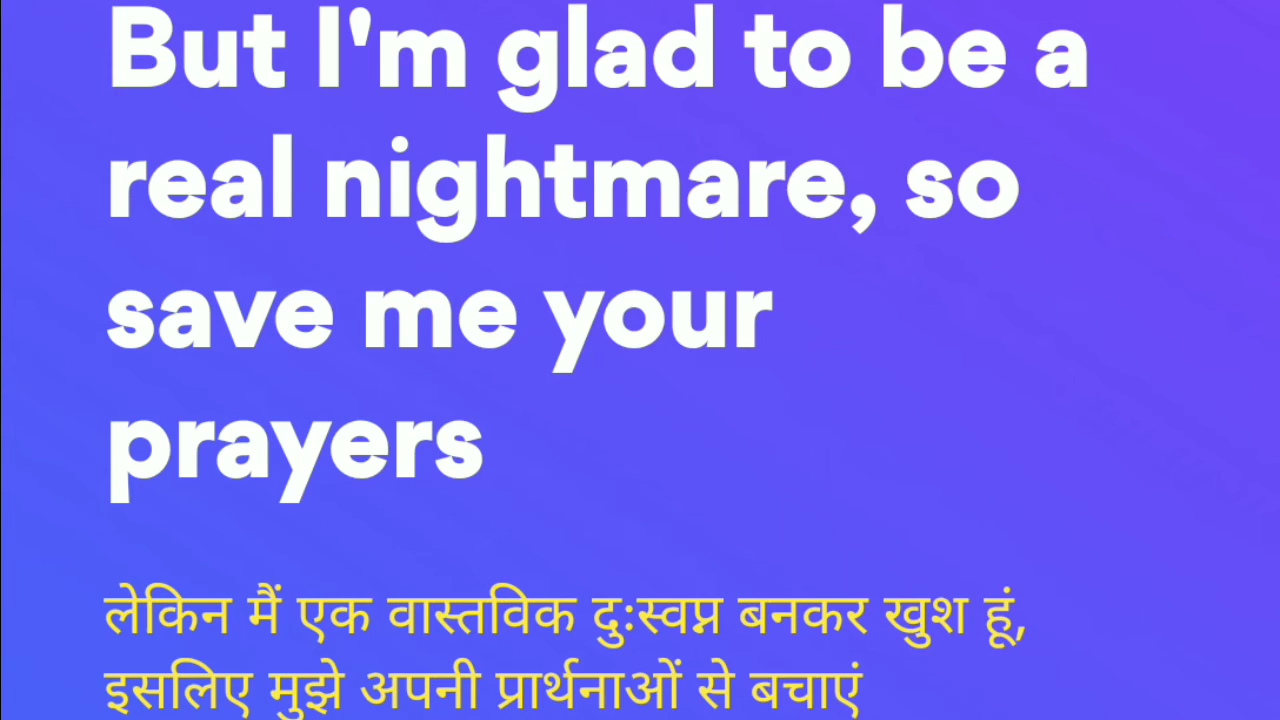 But I'm glad to be a
real nightmare, so
save me your
prayers
लेकिन मैं एक वास्तविक दुःस्वप्न बनकर खुश हूं,
इसलिए मुझे अपनी प्रार्थनाओं से बचाएं